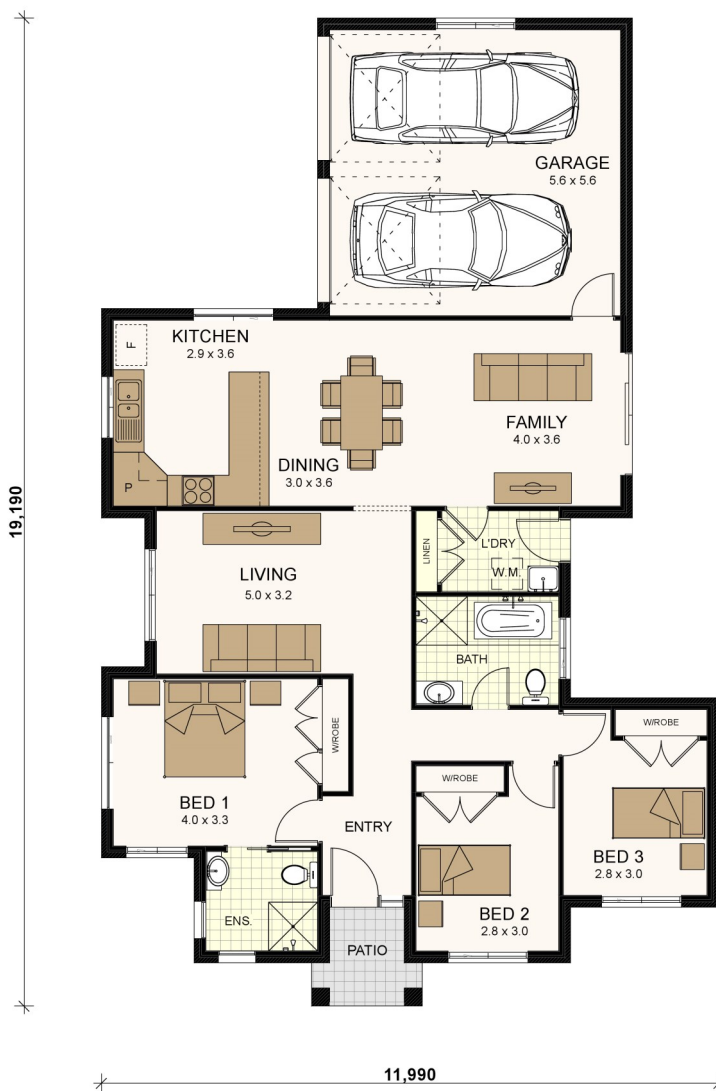 GARAGE
5.6 x 5.6
KITCHEN
2.9 x 3.6
F
FAMILY
4.0 x 3.6
DINING
3.0 x 3.6
P
19,190
LINEN
L'DRY
W.M.
LIVING
5.0 x 3.2
BATH
W/ROBE
W/ROBE
W/ROBE
BED 1
4.0 x 3.3
ENTRY
BED 3
2.8 x 3.0
ENS.
BED 2
2.8 x 3.0
PATIO
11,990